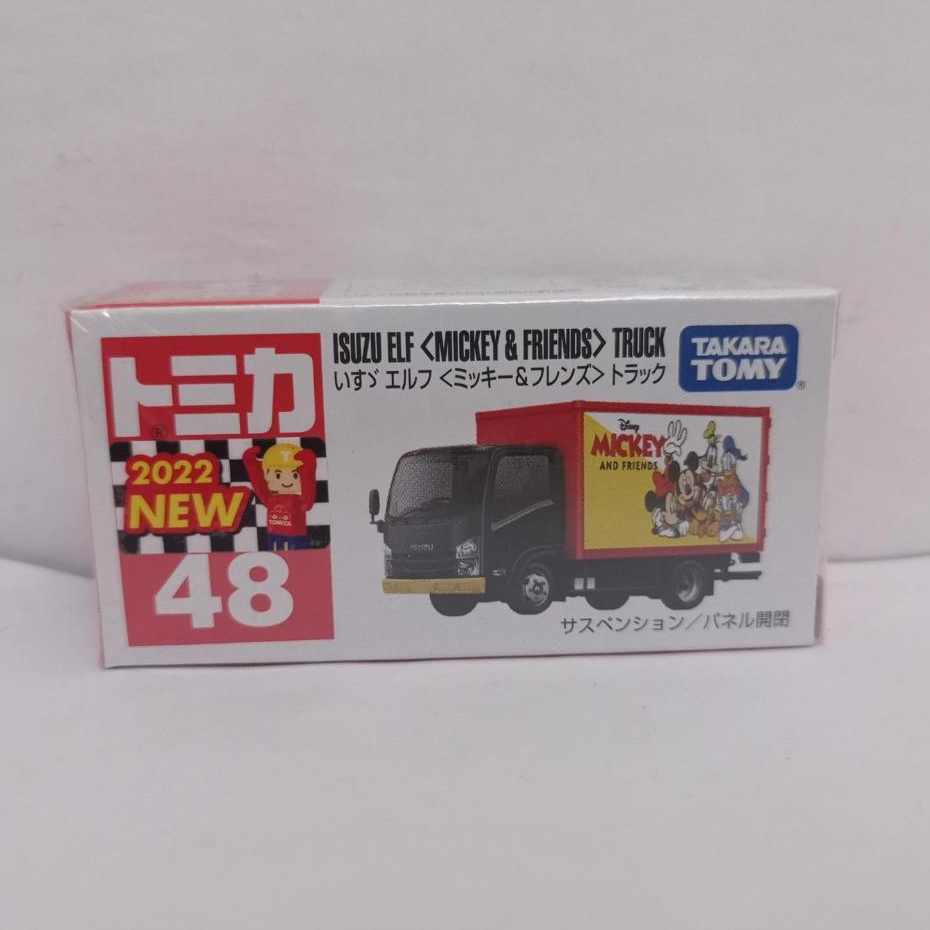 トミカ
®
2022
NEW
T
TOMICA
48
ISUZU ELF <MICKEY & FRIENDS> TRUCK
いすゞ エルフ <ミッキー&フレンズ> トラック
TAKARA
TOMY
®
Disney
MICKEY
AND FRIENDS
ISUZU
サスペンション/パネル開閉